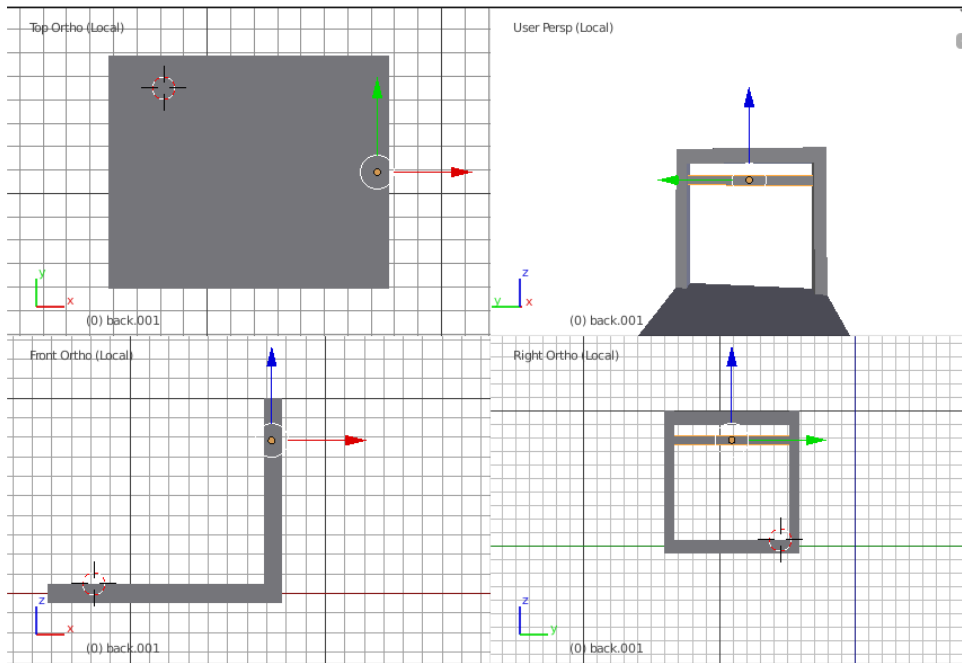 Top Ortho (Local)
y
x
(0) back.001
User Persp (Local)
z
y x
(0) back.001
Front Ortho (Local)
z
x
(0) back.001
Right Ortho (Local)
z
y
(0) back.001